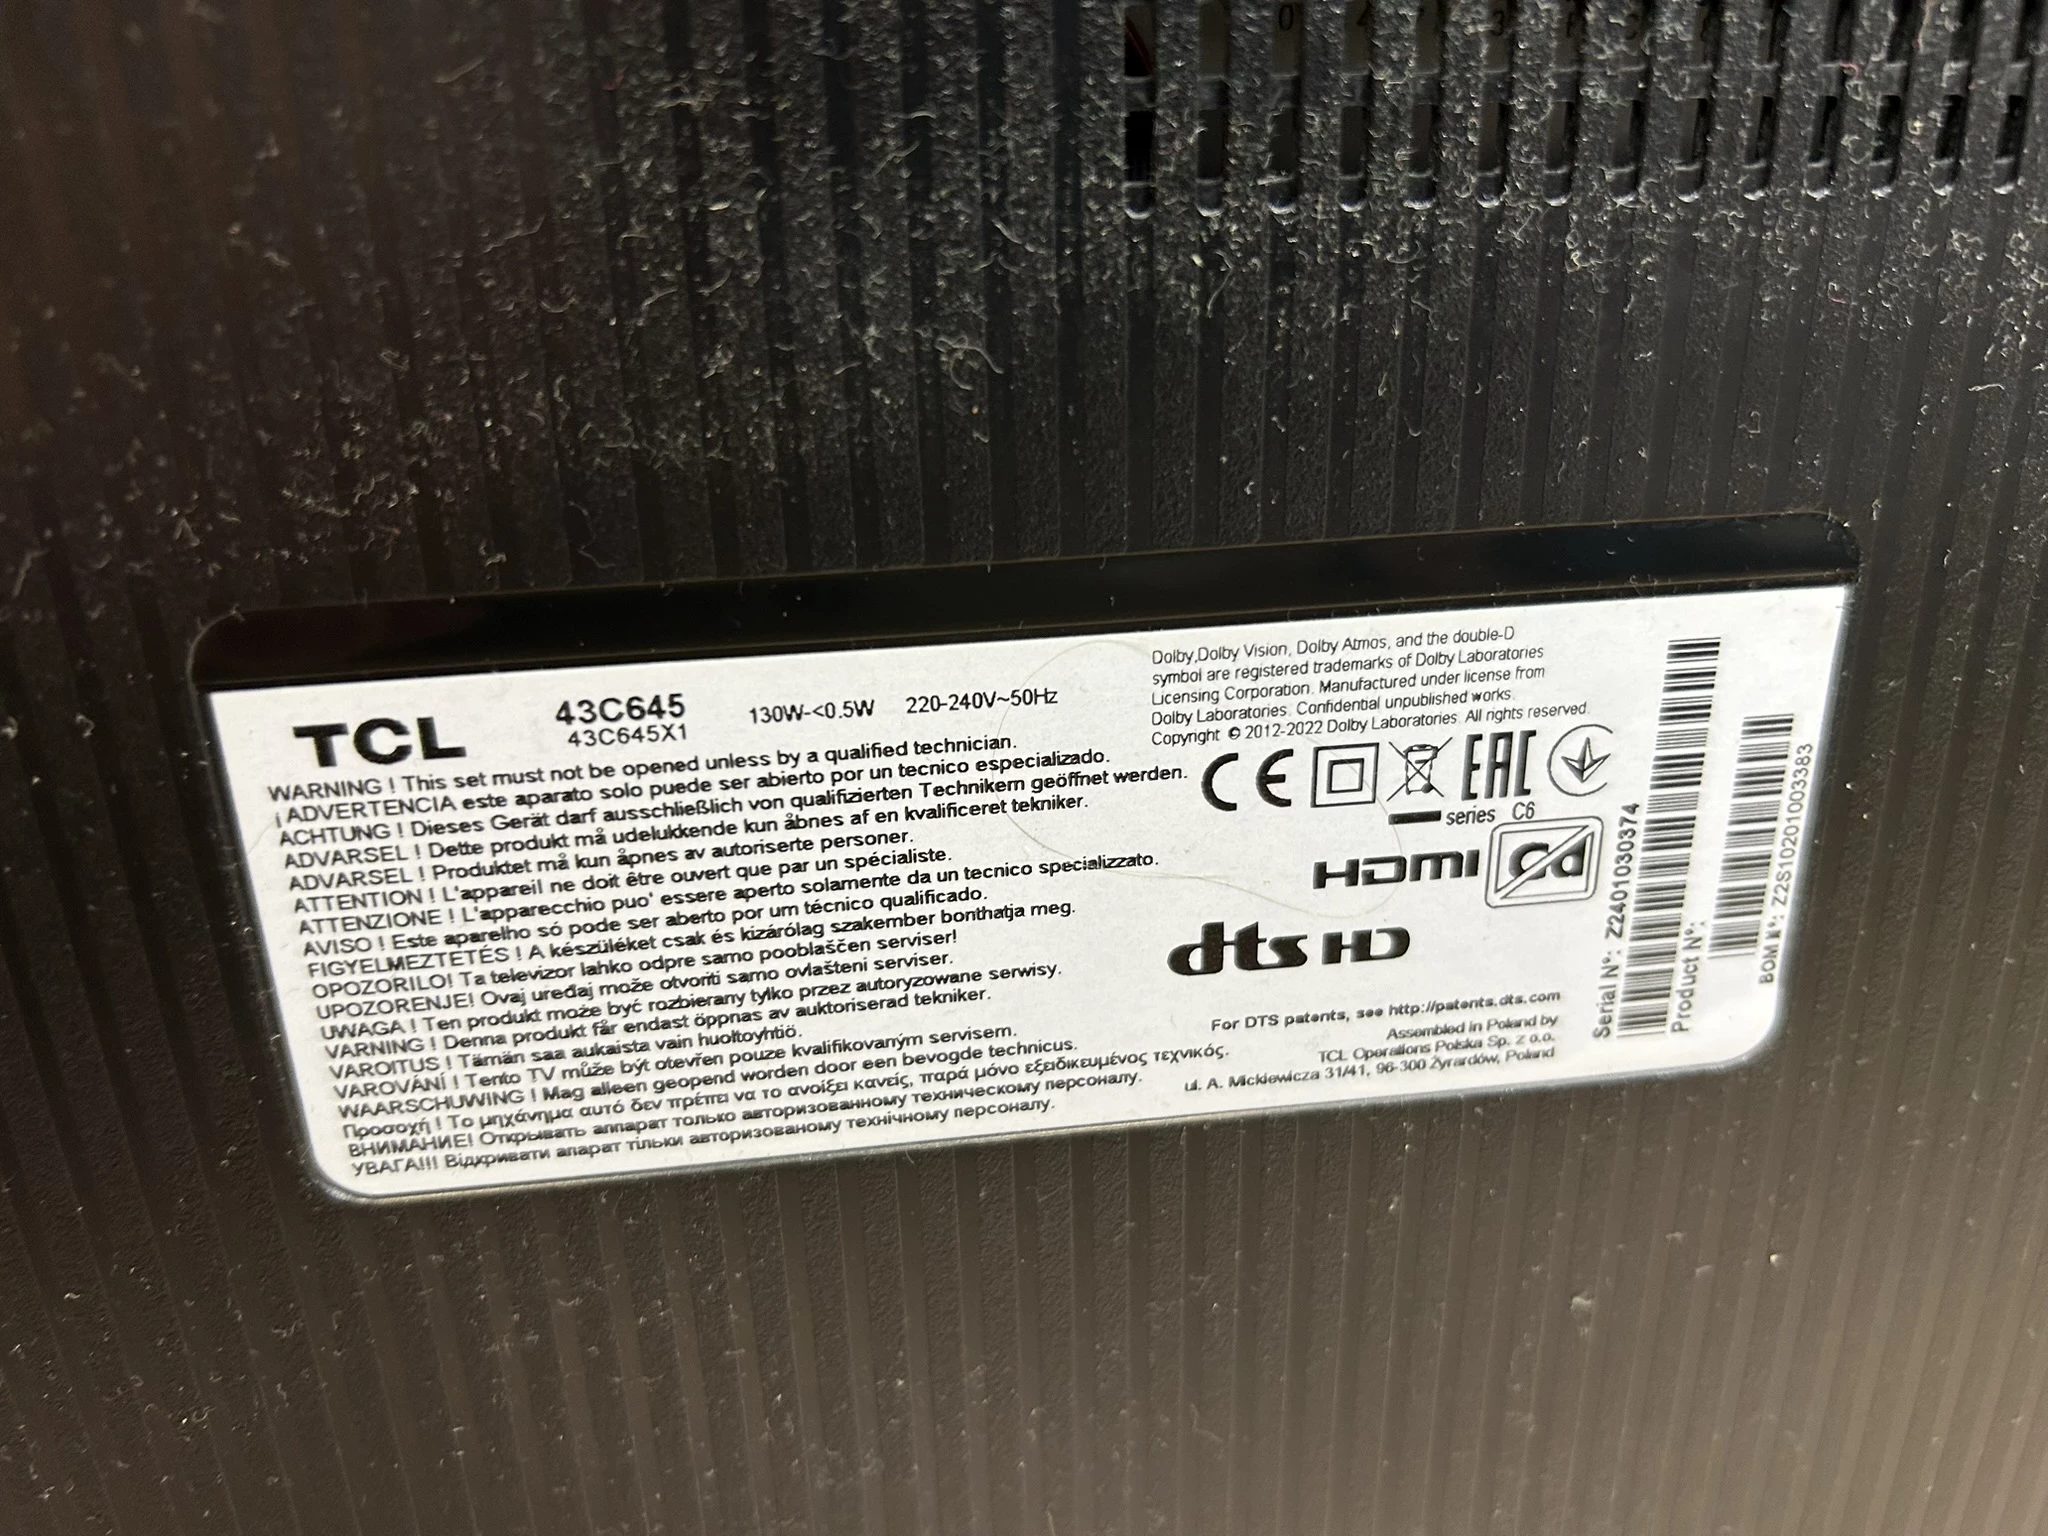 TCL
43C645
43C645X1
130W-<0.5W
220-240V~50Hz
WARNING ! This set must not be opened unless by a qualified technician.
¡ ADVERTENCIA este aparato solo puede ser abierto por un tecnico especializado.
ACHTUNG ! Dieses Gerät darf ausschließlich von qualifizierten Technikern geöffnet werden.
ADVARSEL ! Dette produkt må udelukkende kun åbnes af en kvalificeret tekniker.
ADVARSEL ! Produktet må kun åpnes av autoriserte personer.
ATTENTION ! L'appareil ne doit être ouvert que par un spécialiste.
ATTENZIONE ! L'apparecchio puo' essere aperto solamente da un tecnico specializzato.
AVISO ! Este aparelho só pode ser aberto por um técnico qualificado.
FIGYELMEZTETÉS ! A készüléket csak és kizárólag szakember bonthatja meg.
OPOZORILO! Ta televizor lahko odpre samo pooblaščen serviser!
UPOZORENJE! Ovaj uređaj može otvoriti samo ovlašteni serviser.
UWAGA ! Ten produkt może być rozbierany tylko przez autoryzowane serwisy.
VARNING ! Denna produkt får endast öppnas av auktoriserad tekniker.
VAROITUS ! Tämän saa aukaista vain huoltoyhtiö.
VAROVÁNÍ ! Tento TV může být otevřen pouze kvalifikovaným servisem.
WAARSCHUWING ! Mag alleen geopend worden door een bevogde technicus.
Προσοχή ! Το μηχάνημα αυτό δεν πρέπει να το ανοίξει κανείς, παρά μόνο εξειδικευμένος τεχνικός.
ВНИМАНИЕ! Открывать аппарат только авторизованному техническому персоналу.
УВАГА!!! Відкривати апарат тільки авторизованому технічному персоналу.
Dolby,Dolby Vision, Dolby Atmos, and the double-D
symbol are registered trademarks of Dolby Laboratories
Licensing Corporation. Manufactured under license from
Dolby Laboratories. Confidential unpublished works.
Copyright © 2012-2022 Dolby Laboratories. All rights reserved.
CE
EAC
series C6
HDMI
dts HD
For DTS patents, see http://patents.dts.com
Assembled in Poland by
TCL Operations Polska Sp. z o.o.
ul. A. Mickiewicza 31/41, 96-300 Żyrardów, Poland
Serial N°: Z2401030374
Product N°:
BOM N°: Z2S10201003383